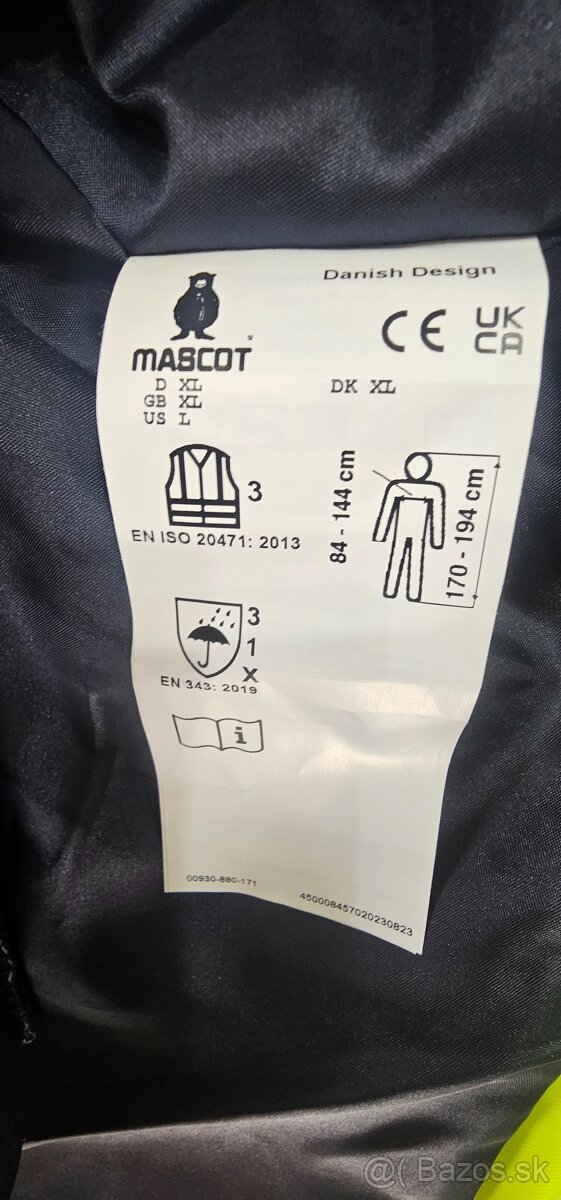 Danish Design
MASCOT
®
CE
UK
CA
D XL
GB XL
US L
DK XL
3
EN ISO 20471: 2013
84 - 144 cm
170 - 194 cm
3
1
X
EN 343: 2019
i
00930-880-171
450008457020230823
@( Bazos.sk